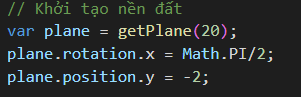 // Khởi tạo nền đất
var plane = getPlane(20);
plane.rotation.x = Math.PI/2;
plane.position.y = -2;